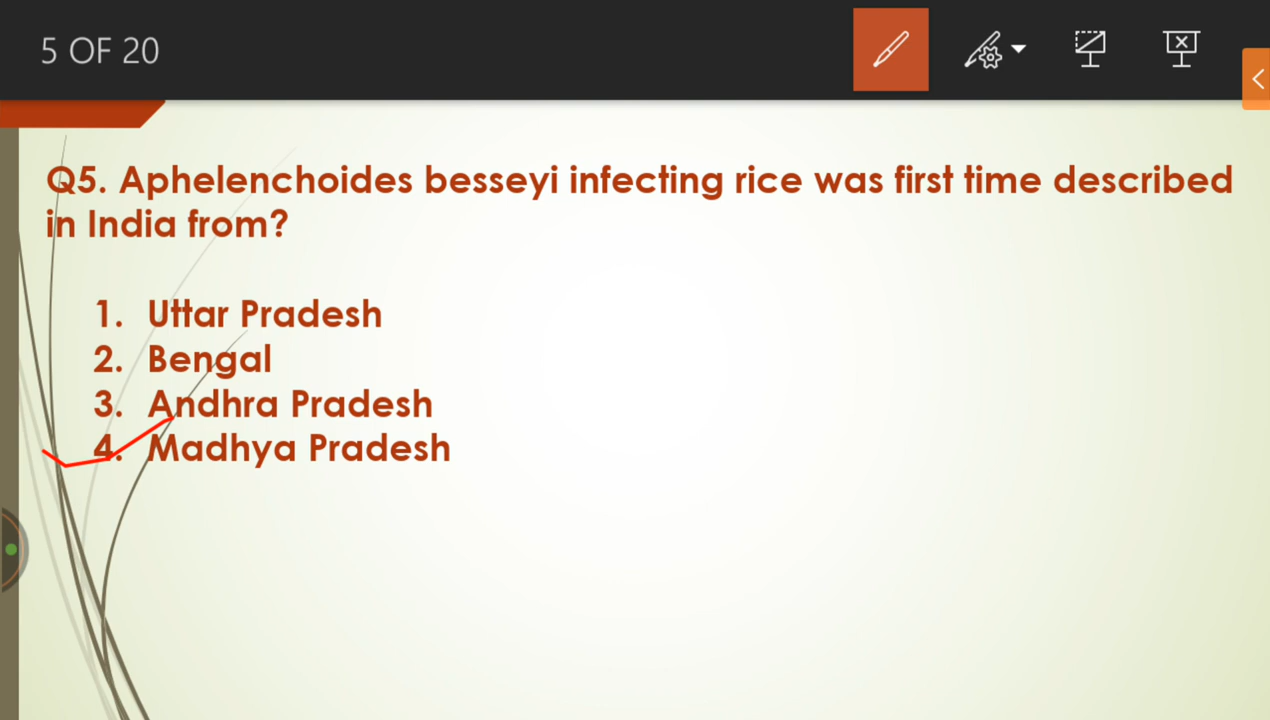 5 OF 20
Q5. Aphelenchoides besseyi infecting rice was first time described
in India from?
1. Uttar Pradesh
2. Bengal
3. Andhra Pradesh
4. Madhya Pradesh